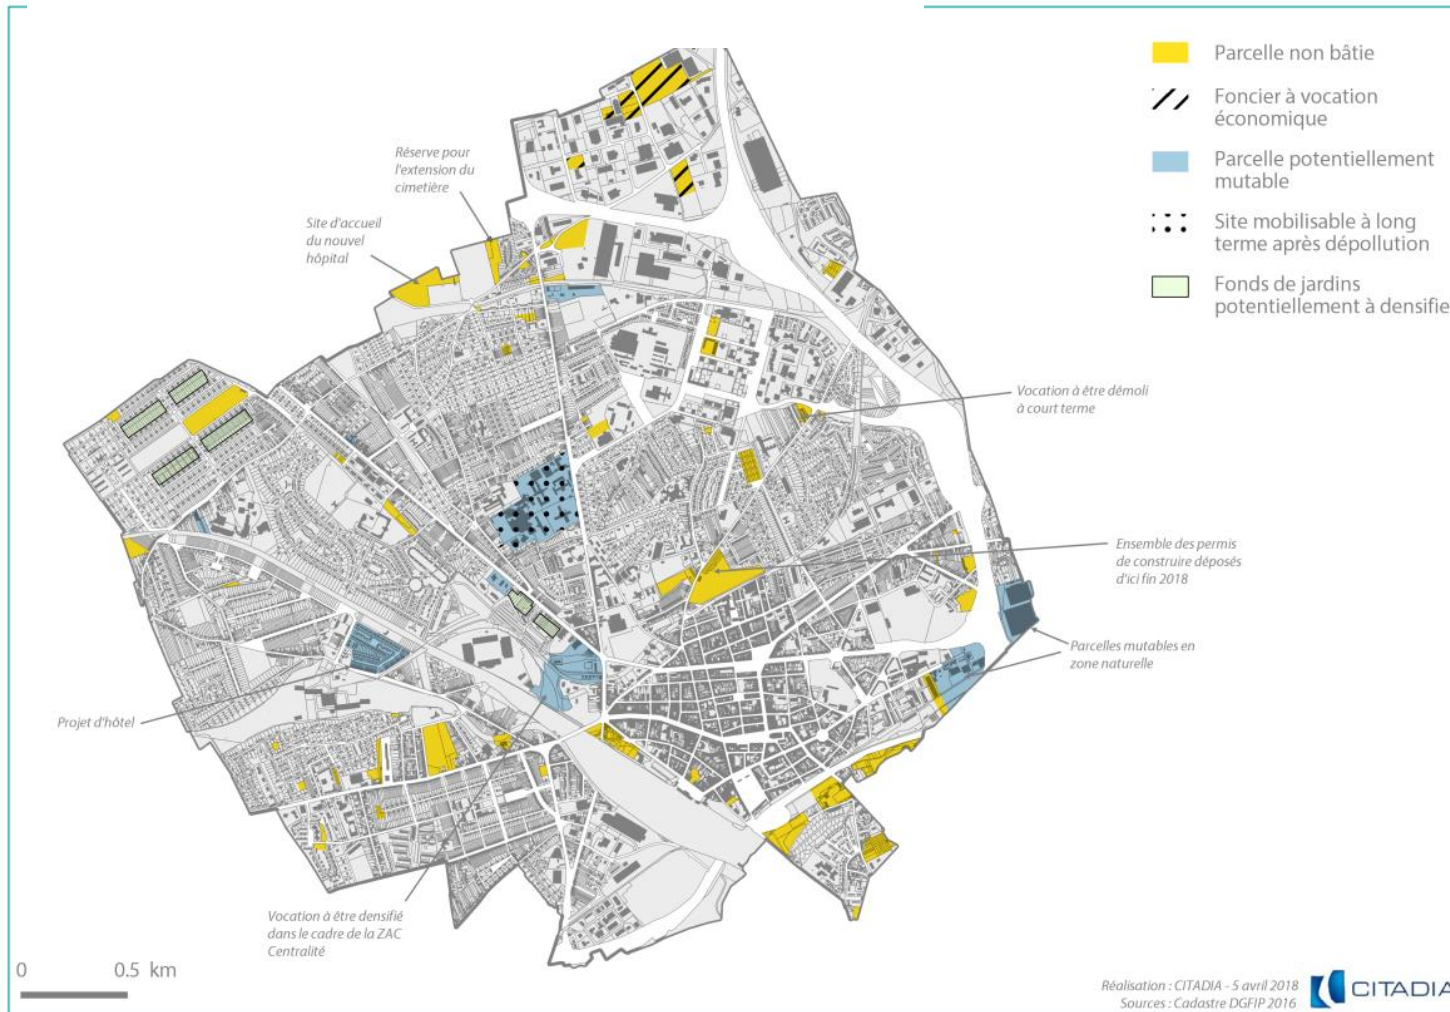 Parcelle non bâtie
Foncier à vocation
économique
Parcelle potentiellement
mutable
Site mobilisable à long
terme après dépollution
Fonds de jardins
potentiellement à densifie
Réserve pour
l'extension du
cimetière
Site d'accueil
du nouvel
hôpital
Vocation à être démoli
à court terme
Ensemble des permis
de construire déposés
d'ici fin 2018
Parcelles mutables en
zone naturelle
Projet d'hôtel
Vocation à être densifié
dans le cadre de la ZAC
Centralité
0 0.5 km
Réalisation : CITADIA - 5 avril 2018
Sources : Cadastre DGFIP 2016
CITADIA